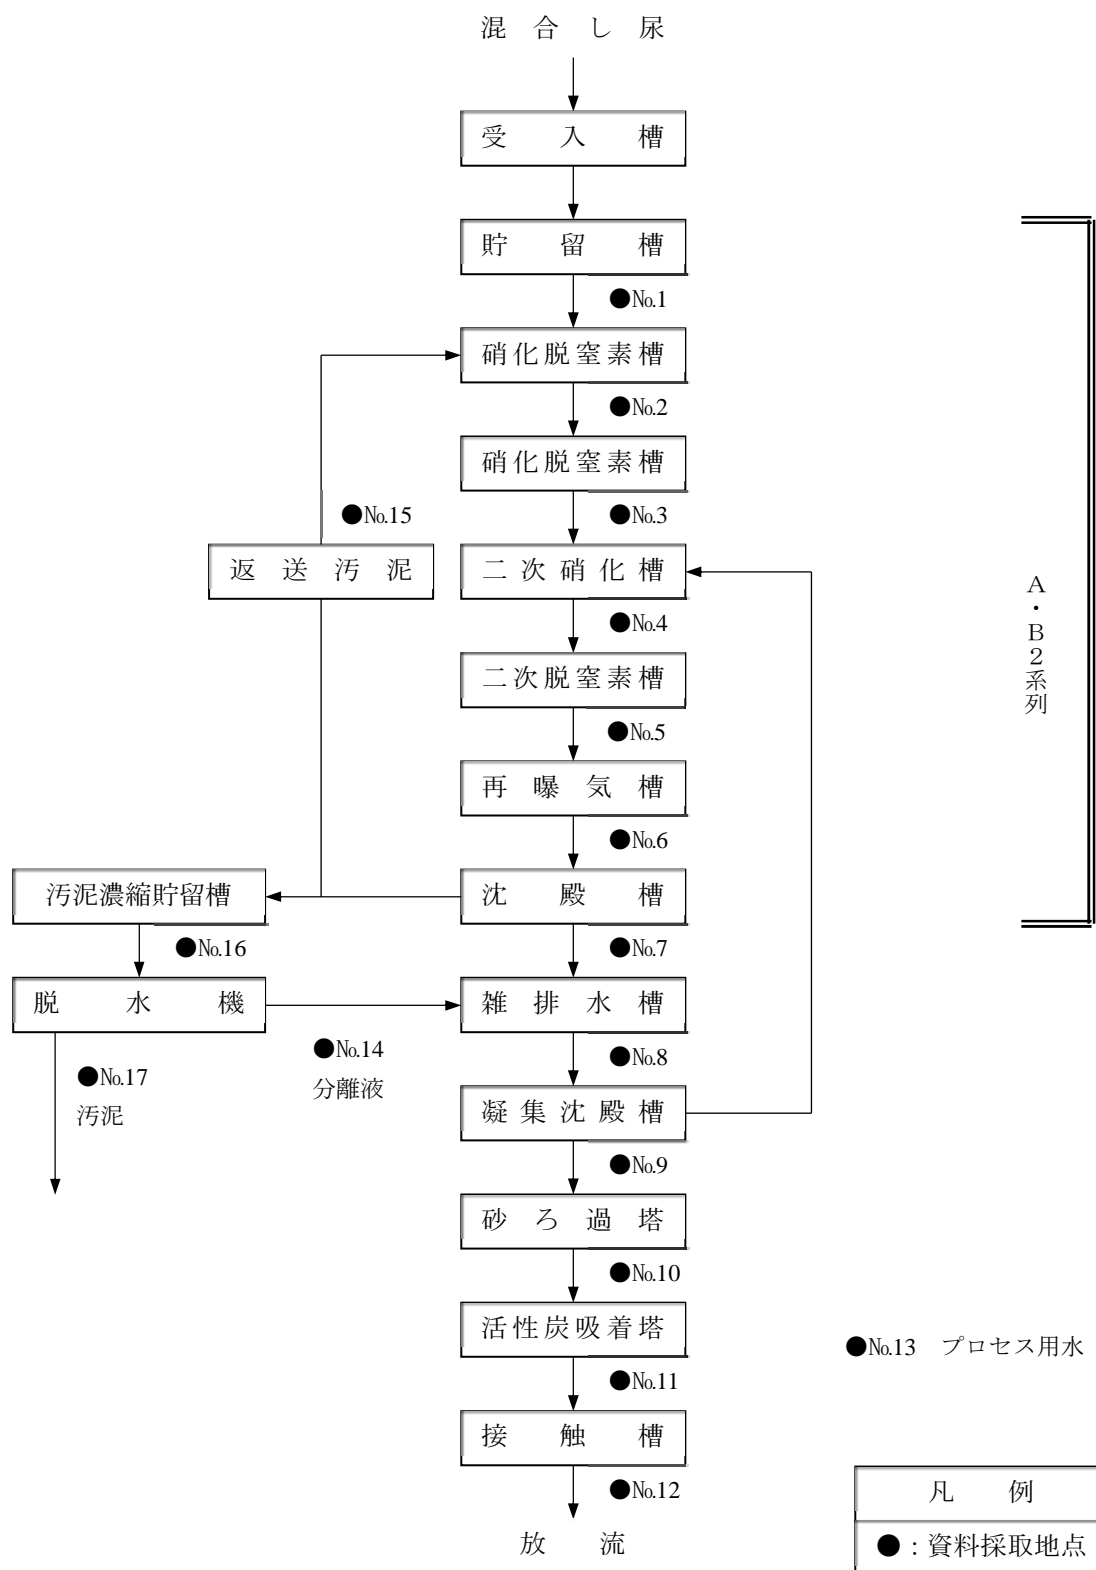 混合し尿
受入槽
貯留槽
●№1
硝化脱窒素槽
●№2
硝化脱窒素槽
●№3
●№15
返送汚泥
二次硝化槽
●№4
二次脱窒素槽
●№5
再曝気槽
●№6
汚泥濃縮貯留槽
沈殿槽
●№16
●№7
脱水機
雑排水槽
●№14
分離液
●№8
●№17
汚泥
凝集沈殿槽
●№9
砂ろ過塔
●№10
活性炭吸着塔
●№11
●№13 プロセス用水
接触槽
●№12
放流
A・B2系列
凡例
●：資料採取地点